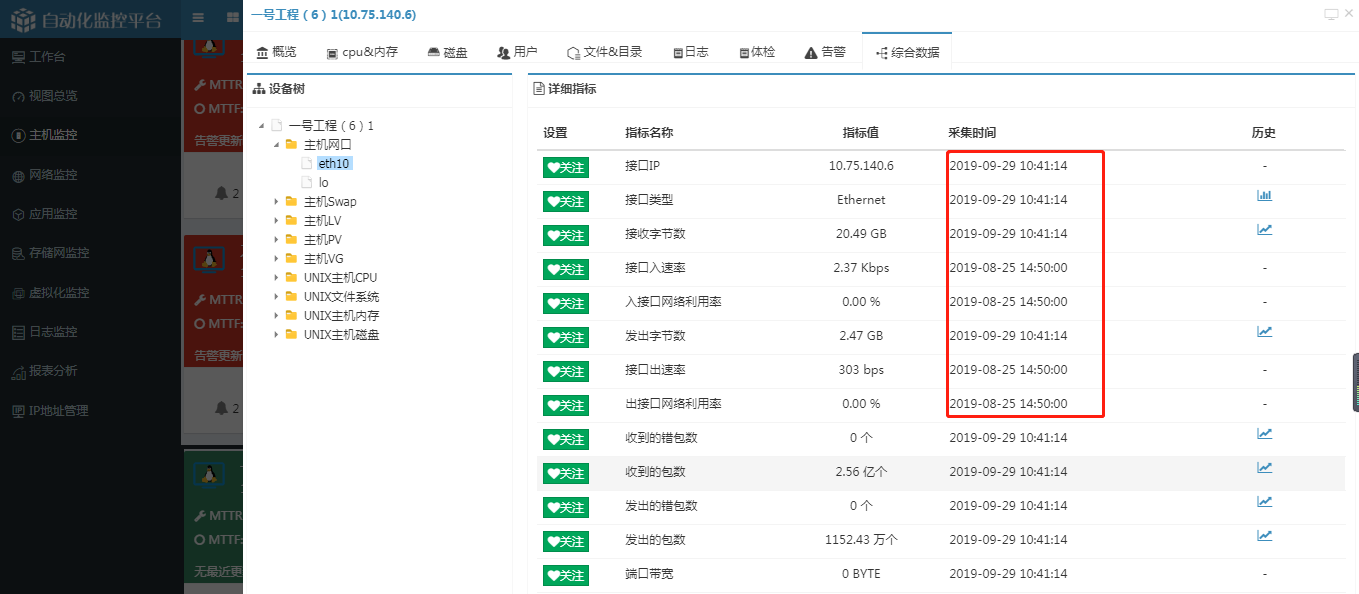 自动化监控平台
工作台
视图总览
主机监控
网络监控
应用监控
存储网监控
虚拟化监控
日志监控
报表分析
IP地址管理
MTTR
MTTF:
告警更新
2
MTTR
MTTF:
告警更新
2
MTTR
MTTF:
无最近更
一号工程（6）1(10.75.140.6)
概览 cpu&内存 磁盘 用户 文件&目录 日志 体检 告警 综合数据
设备树
一号工程（6）1
主机网口
eth10
lo
主机Swap
主机LV
主机PV
主机VG
UNIX主机CPU
UNIX文件系统
UNIX主机内存
UNIX主机磁盘
详细指标
设置 指标名称 指标值 采集时间 历史
关注 接口IP 10.75.140.6 2019-09-29 10:41:14 -
关注 接口类型 Ethernet 2019-09-29 10:41:14
关注 接收字节数 20.49 GB 2019-09-29 10:41:14
关注 接口入速率 2.37 Kbps 2019-08-25 14:50:00 -
关注 入接口网络利用率 0.00 % 2019-08-25 14:50:00 -
关注 发出字节数 2.47 GB 2019-09-29 10:41:14
关注 接口出速率 303 bps 2019-08-25 14:50:00 -
关注 出接口网络利用率 0.00 % 2019-08-25 14:50:00 -
关注 收到的错包数 0 个 2019-09-29 10:41:14
关注 收到的包数 2.56 亿个 2019-09-29 10:41:14
关注 发出的错包数 0 个 2019-09-29 10:41:14
关注 发出的包数 1152.43 万个 2019-09-29 10:41:14
关注 端口带宽 0 BYTE 2019-09-29 10:41:14 -